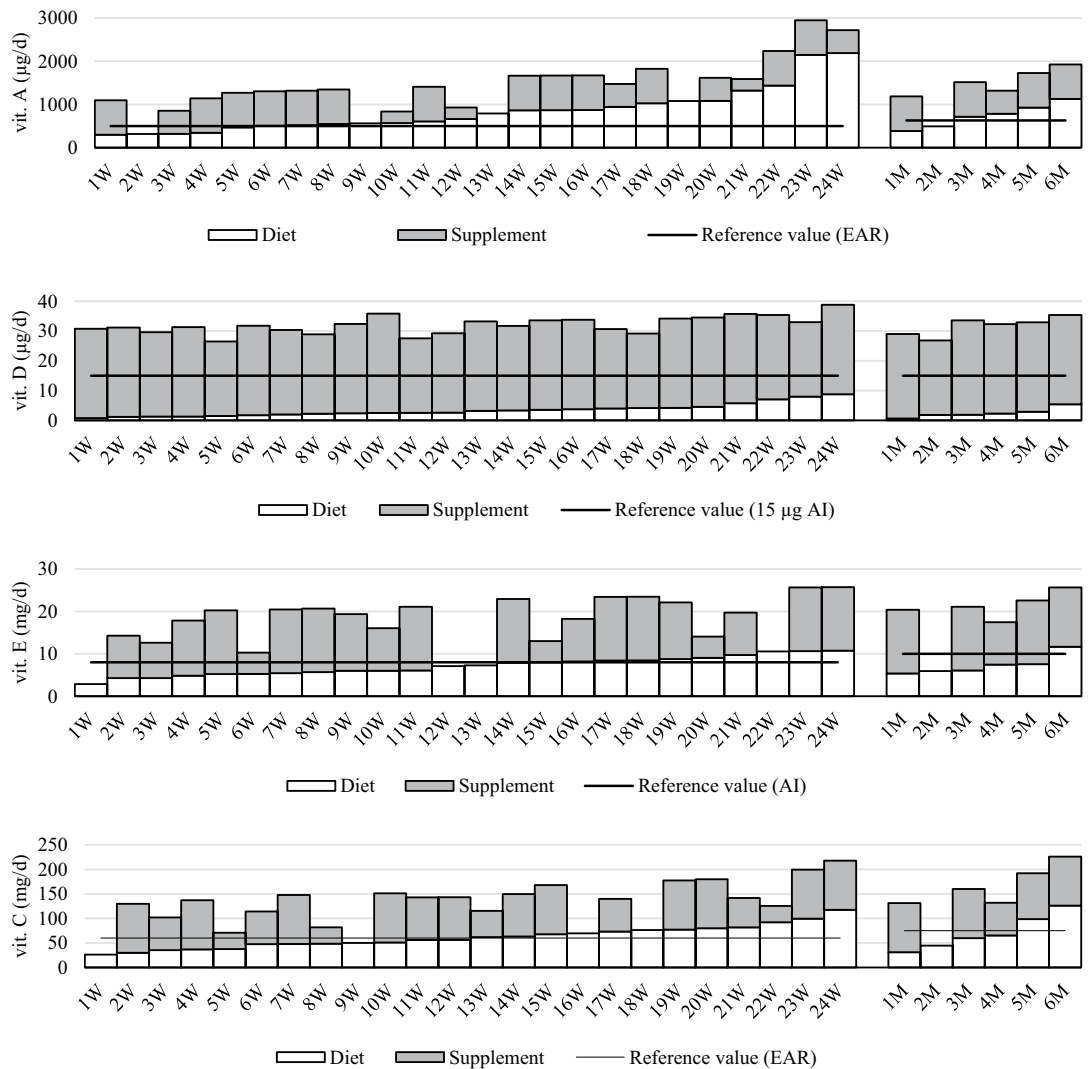 vit. A (µg/d)
3000
2000
1000
0
1W 2W 3W 4W 5W 6W 7W 8W 9W 10W 11W 12W 13W 14W 15W 16W 17W 18W 19W 20W 21W 22W 23W 24W 1M 2M 3M 4M 5M 6M
Diet Supplement Reference value (EAR)
vit. D (µg/d)
40
30
20
10
0
1W 2W 3W 4W 5W 6W 7W 8W 9W 10W 11W 12W 13W 14W 15W 16W 17W 18W 19W 20W 21W 22W 23W 24W 1M 2M 3M 4M 5M 6M
Diet Supplement Reference value (15 µg AI)
vit. E (mg/d)
30
20
10
0
1W 2W 3W 4W 5W 6W 7W 8W 9W 10W 11W 12W 13W 14W 15W 16W 17W 18W 19W 20W 21W 22W 23W 24W 1M 2M 3M 4M 5M 6M
Diet Supplement Reference value (AI)
vit. C (mg/d)
250
200
150
100
50
0
1W 2W 3W 4W 5W 6W 7W 8W 9W 10W 11W 12W 13W 14W 15W 16W 17W 18W 19W 20W 21W 22W 23W 24W 1M 2M 3M 4M 5M 6M
Diet Supplement Reference value (EAR)